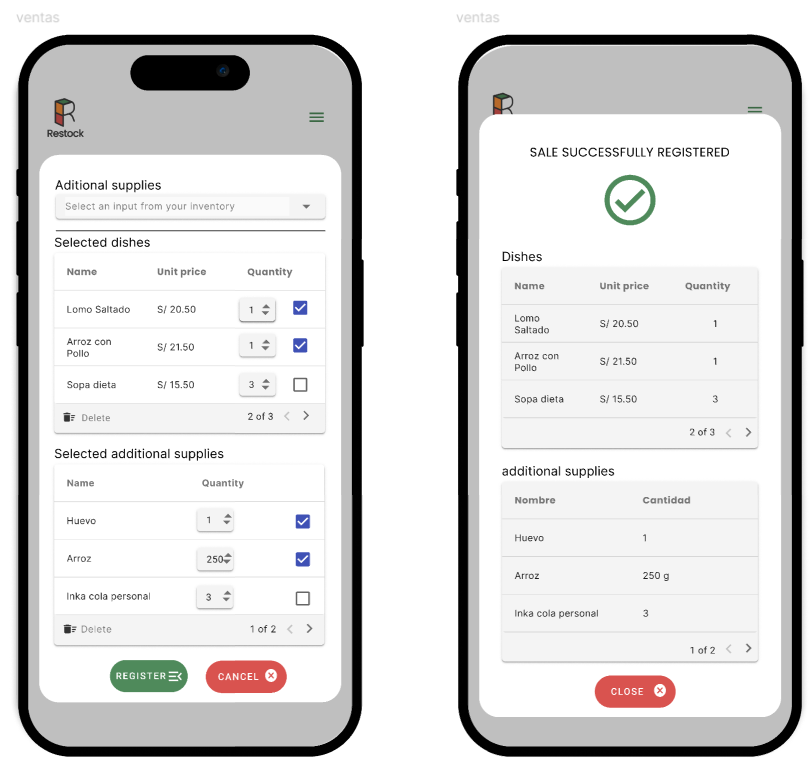 ventas
Restock
Aditional supplies
Select an input from your inventory
Selected dishes
Name Unit price Quantity
Lomo Saltado S/ 20.50 1
Arroz con
Pollo S/ 21.50 1
Sopa dieta S/ 15.50 3
Delete 2 of 3
Selected additional supplies
Name Quantity
Huevo 1
Arroz 250
Inka cola personal 3
Delete 1 of 2
REGISTER CANCEL
ventas
SALE SUCCESSFULLY REGISTERED
Dishes
Name Unit price Quantity
Lomo
Saltado S/ 20.50 1
Arroz con
Pollo S/ 21.50 1
Sopa dieta S/ 15.50 3
2 of 3
additional supplies
Nombre Cantidad
Huevo 1
Arroz 250 g
Inka cola personal 3
1 of 2
CLOSE